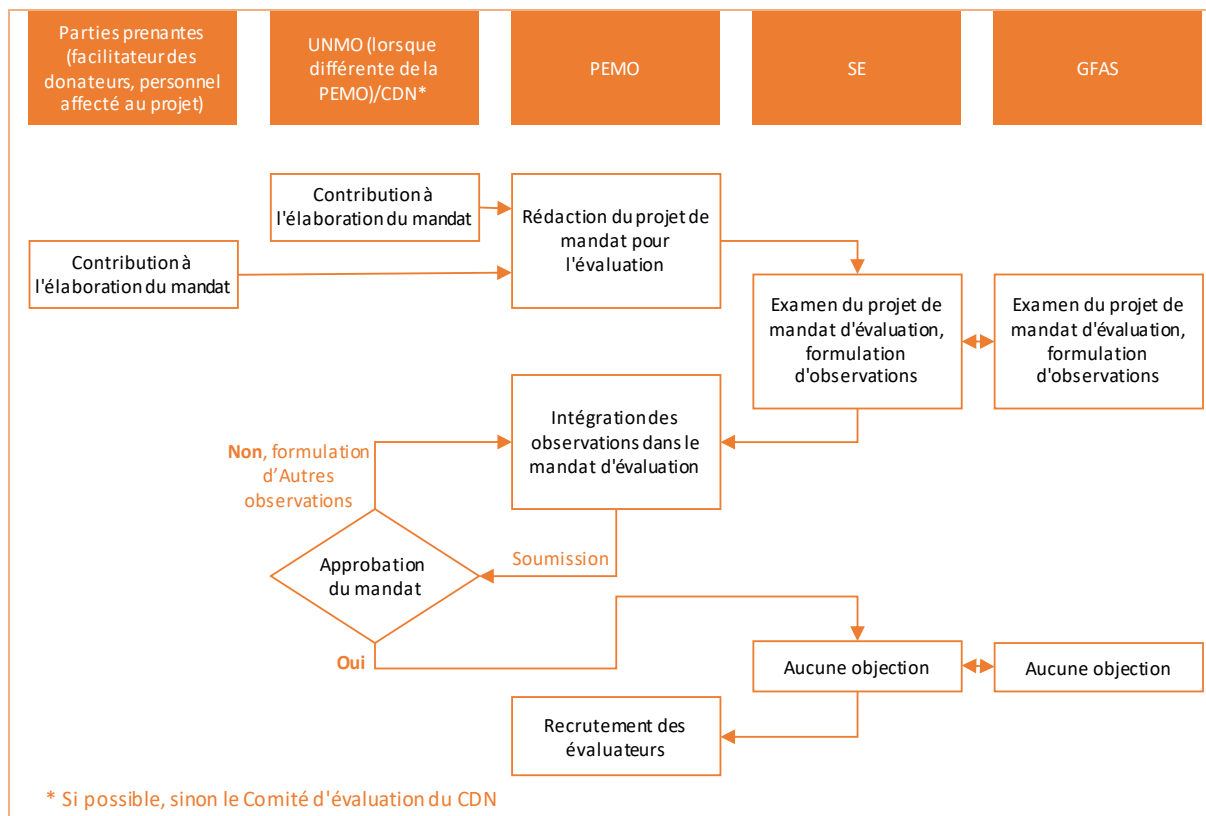 Parties prenantes
(facilitateur des
donateurs, personnel
affecté au projet)
UNMO (lorsque
différente de la
PEMO)/CDN*
PEMO
SE
GFAS
Contribution à
l'élaboration du mandat
Contribution à
l'élaboration du mandat
Rédaction du projet de
mandat pour
l'évaluation
Examen du projet de
mandat d'évaluation,
formulation
d'observations
Examen du projet de
mandat d'évaluation,
formulation
d'observations
Intégration des
observations dans le
mandat d'évaluation
Non, formulation
d’Autres
observations
Approbation
du mandat
Soumission
Oui
Aucune objection
Aucune objection
Recrutement des
évaluateurs
* Si possible, sinon le Comité d'évaluation du CDN